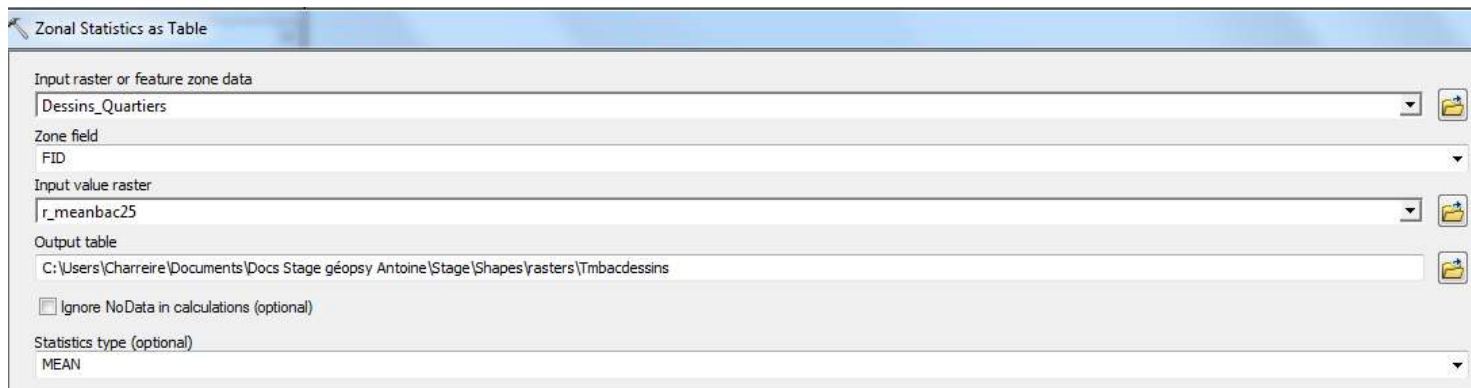 Zonal Statistics as Table
Input raster or feature zone data
Dessins_Quartiers
Zone field
FID
Input value raster
r_meanbac25
Output table
C:\Users\Charreire\Documents\Docs Stage géopsy Antoine\Stage\Shapes\rasters\Tmbacdessins
Ignore NoData in calculations (optional)
Statistics type (optional)
MEAN